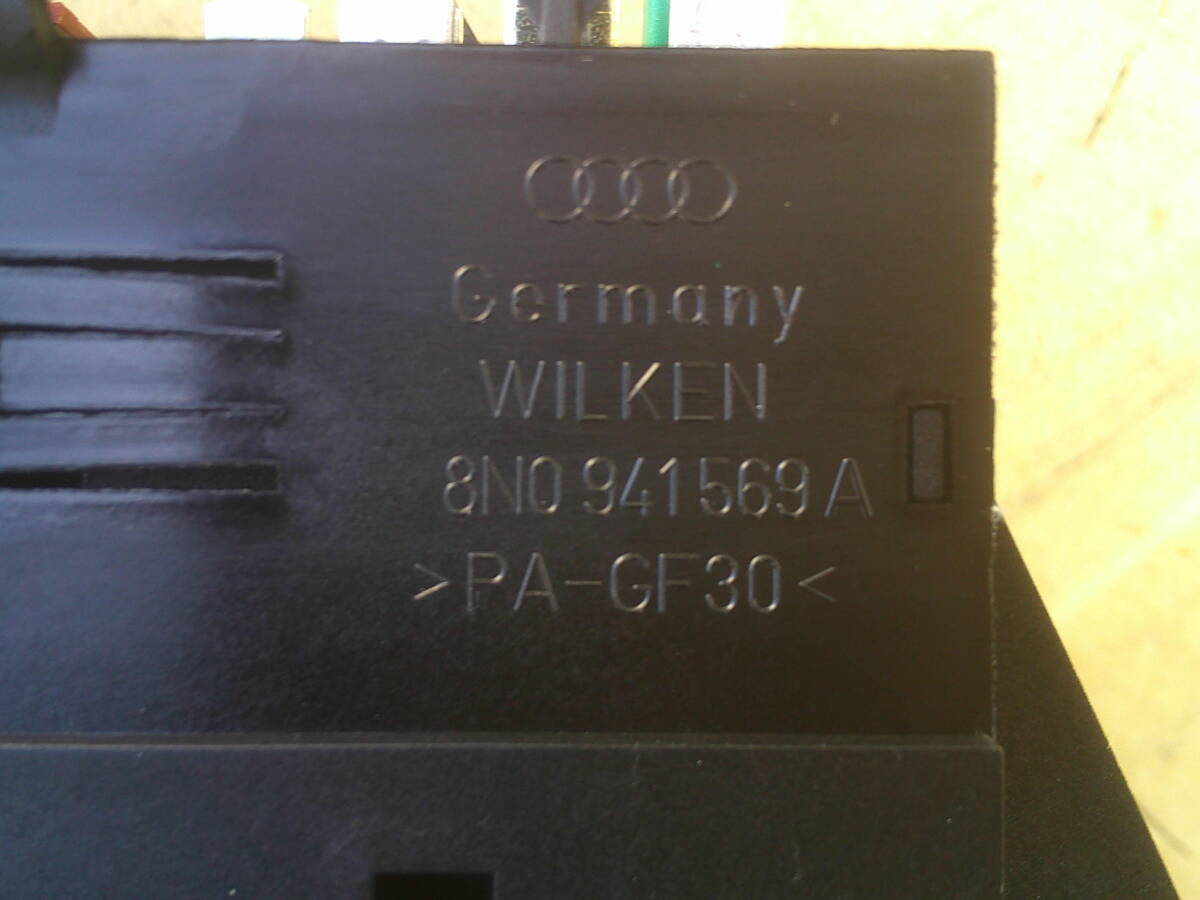 Germany
WILKEN
8N0 941 569 A
>PA-GF30<